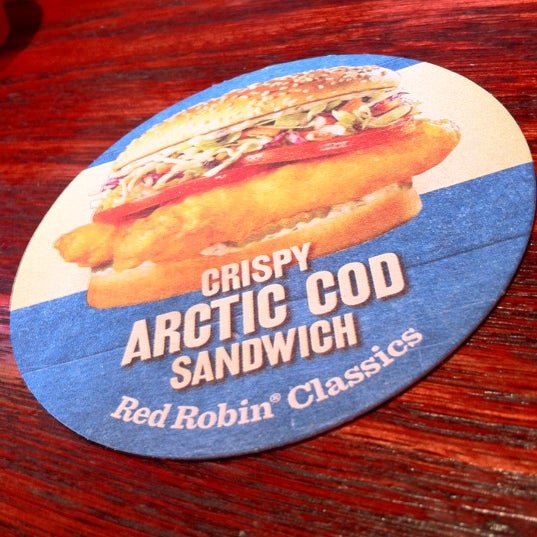 CRISPY
ARCTIC COD
SANDWICH
Red Robin® Classics